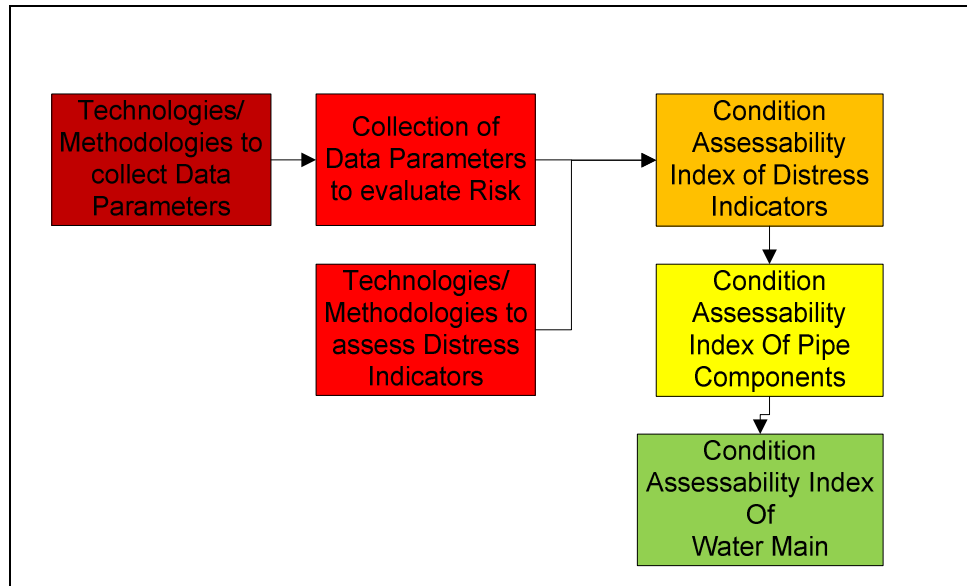 Technologies/
Methodologies to
collect Data
Parameters
Collection of
Data Parameters
to evaluate Risk
Condition
Assessability
Index of Distress
Indicators
Technologies/
Methodologies to
assess Distress
Indicators
Condition
Assessability
Index Of Pipe
Components
Condition
Assessability Index
Of
Water Main